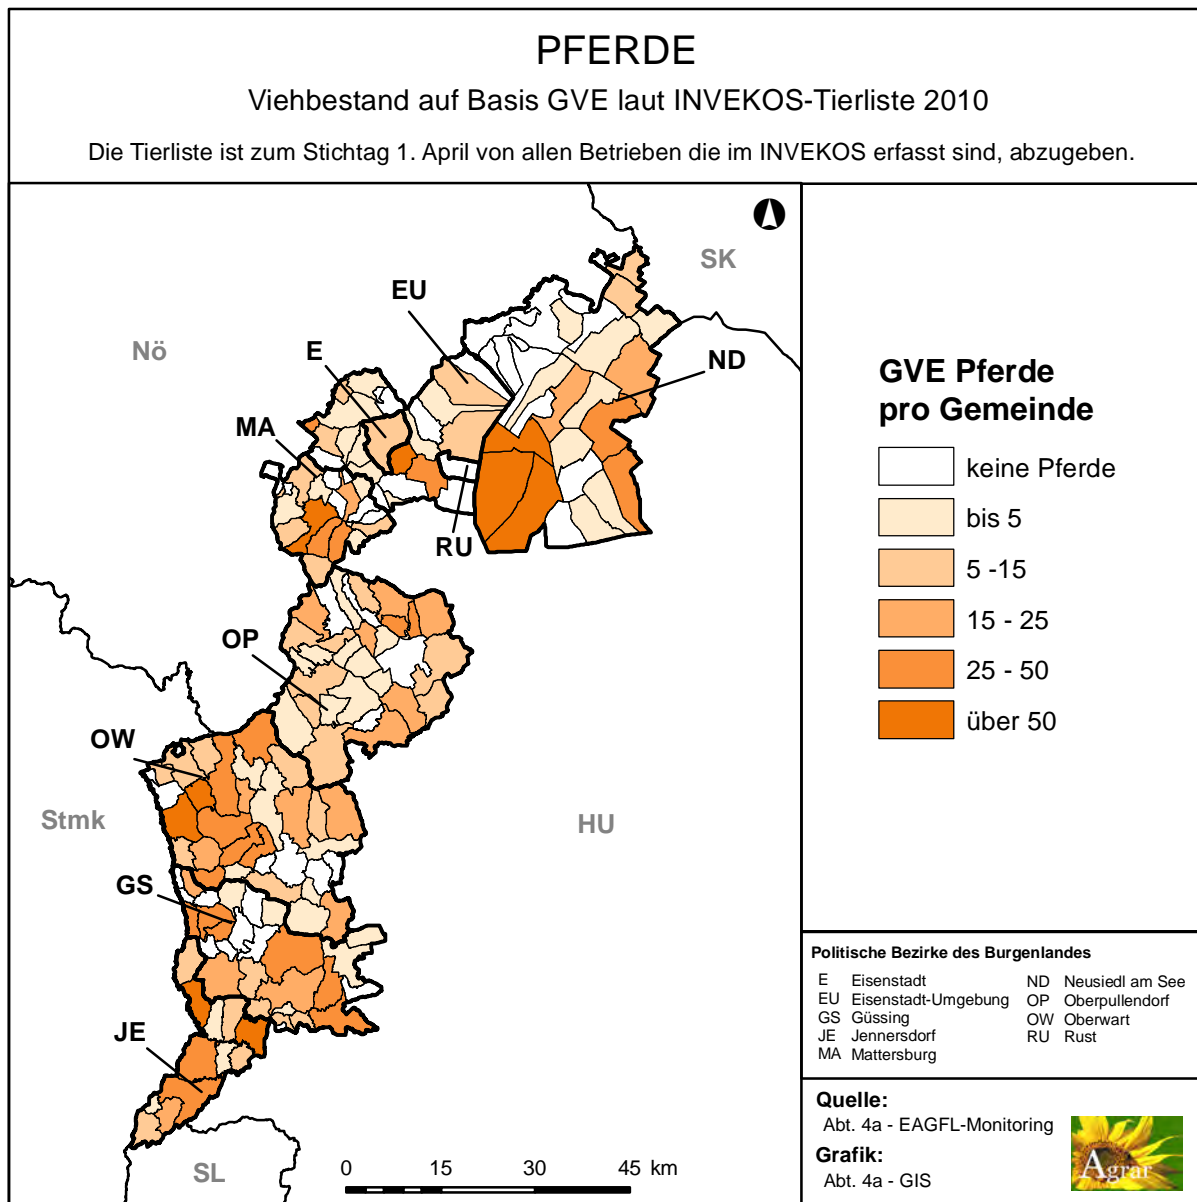 PFERDE
Viehbestand auf Basis GVE laut INVEKOS-Tierliste 2010
Die Tierliste ist zum Stichtag 1. April von allen Betrieben die im INVEKOS erfasst sind, abzugeben.
SK
EU
Nö
E
ND
MA
RU
OP
OW
Stmk
HU
GS
JE
SL
0 15 30 45 km
GVE Pferde
pro Gemeinde
keine Pferde
bis 5
5 -15
15 - 25
25 - 50
über 50
Politische Bezirke des Burgenlandes
E Eisenstadt
EU Eisenstadt-Umgebung
GS Güssing
JE Jennersdorf
MA Mattersburg
ND Neusiedl am See
OP Oberpullendorf
OW Oberwart
RU Rust
Quelle:
Abt. 4a - EAGFL-Monitoring
Grafik:
Abt. 4a - GIS
Agrar